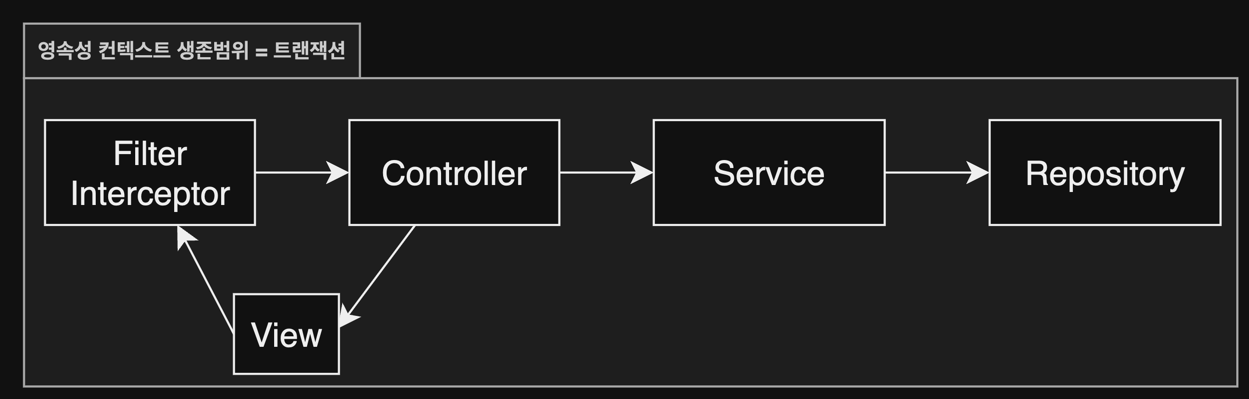 영속성 컨텍스트 생존범위 = 트랜잭션
Filter
Interceptor
Controller
Service
Repository
View